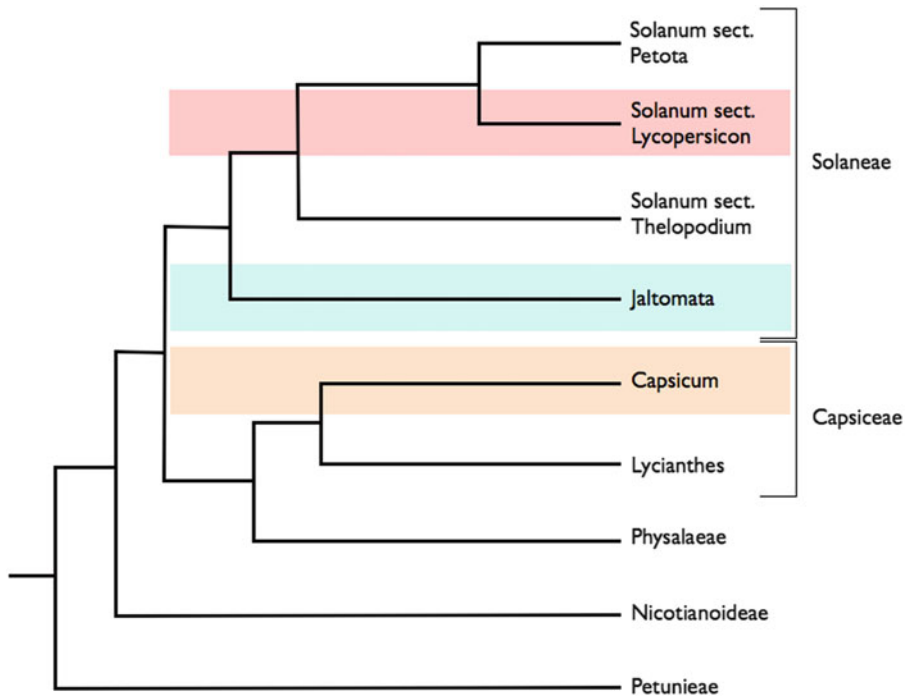 Solanum sect.
Petota
Solanum sect.
Lycopersicon
Solaneae
Solanum sect.
Thelopodium
Jaltomata
Capsicum
Capsiceae
Lycianthes
Physalaeae
Nicotianoideae
Petunieae